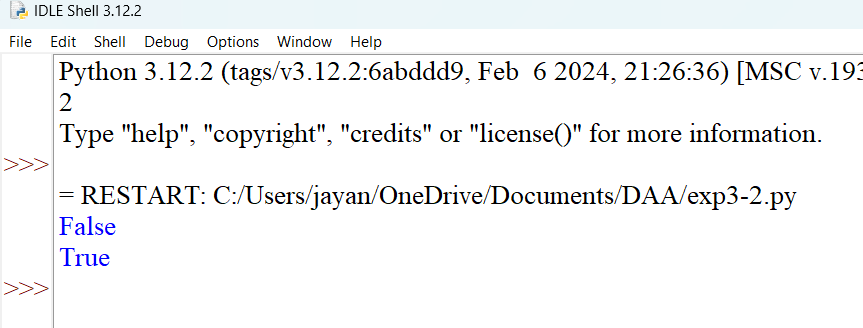 IDLE Shell 3.12.2
File Edit Shell Debug Options Window Help
Python 3.12.2 (tags/v3.12.2:6abddd9, Feb  6 2024, 21:26:36) [MSC v.193
2
Type "help", "copyright", "credits" or "license()" for more information.
>>>
= RESTART: C:/Users/jayan/OneDrive/Documents/DAA/exp3-2.py
False
True
>>>